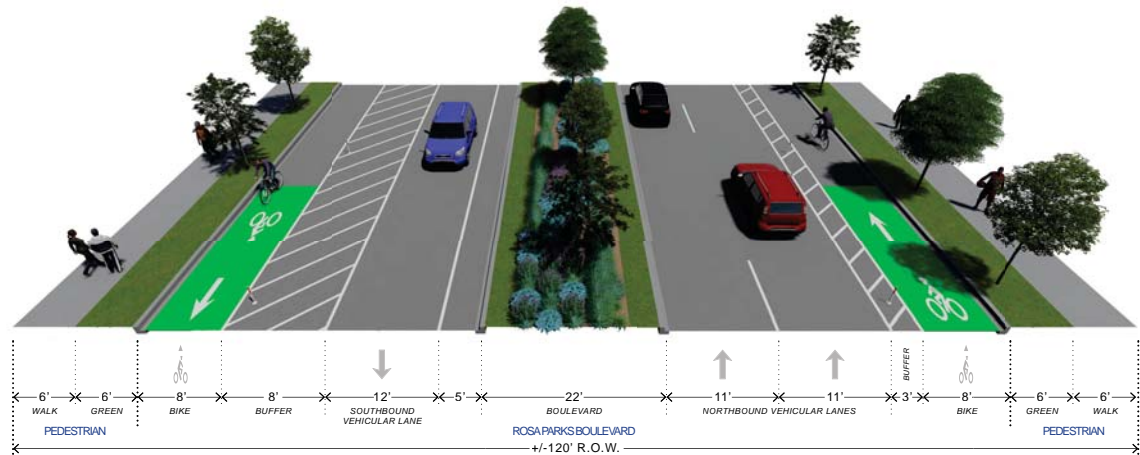 6' 6' 8' 8' 12' 5' 22' 11' 11' 3' 8' 6' 6'
WALK GREEN BIKE BUFFER SOUTHBOUND VEHICULAR LANE BOULEVARD NORTHBOUND VEHICULAR LANES BUFFER BIKE GREEN WALK
PEDESTRIAN ROSA PARKS BOULEVARD PEDESTRIAN
+/-120' R.O.W.